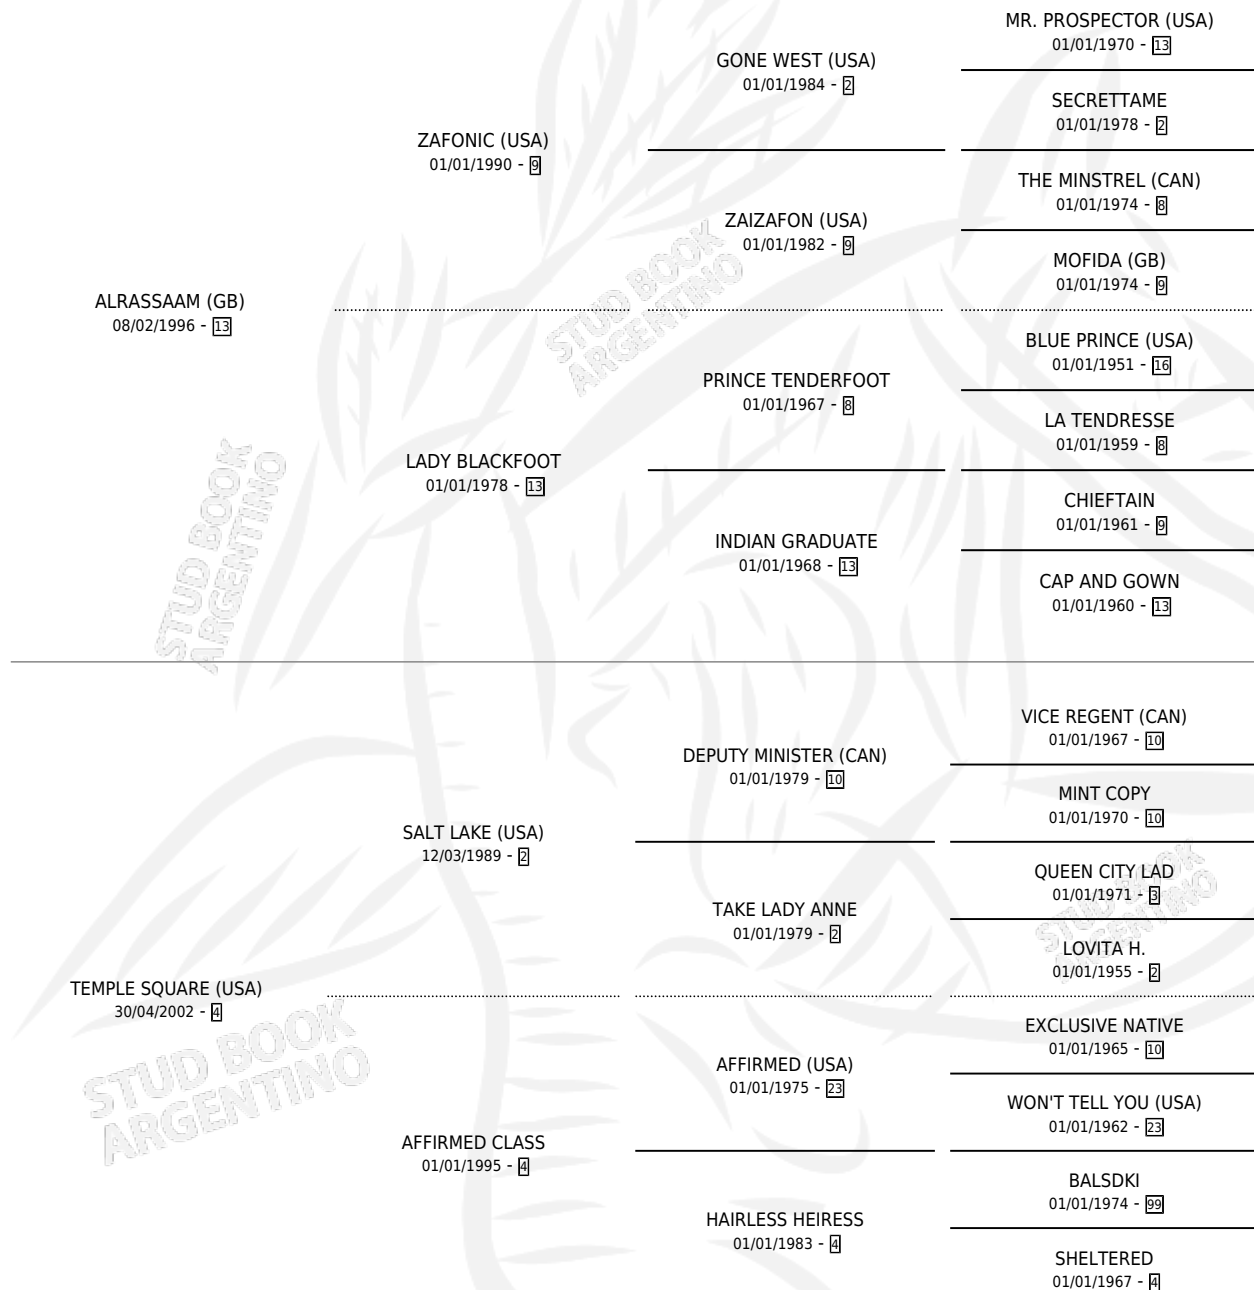 MR. PROSPECTOR (USA)
01/01/1970 - 13
GONE WEST (USA)
01/01/1984 - 2
SECRETTAME
01/01/1978 - 2
ZAFONIC (USA)
01/01/1990 - 9
THE MINSTREL (CAN)
01/01/1974 - 8
ZAIZAFON (USA)
01/01/1982 - 9
MOFIDA (GB)
01/01/1974 - 9
ALRASSAAM (GB)
08/02/1996 - 13
BLUE PRINCE (USA)
01/01/1951 - 16
PRINCE TENDERFOOT
01/01/1967 - 8
LA TENDRESSE
01/01/1959 - 8
LADY BLACKFOOT
01/01/1978 - 13
CHIEFTAIN
01/01/1961 - 9
INDIAN GRADUATE
01/01/1968 - 13
CAP AND GOWN
01/01/1960 - 13
VICE REGENT (CAN)
01/01/1967 - 10
DEPUTY MINISTER (CAN)
01/01/1979 - 10
MINT COPY
01/01/1970 - 10
SALT LAKE (USA)
12/03/1989 - 2
QUEEN CITY LAD
01/01/1971 - 3
TAKE LADY ANNE
01/01/1979 - 2
LOVITA H.
01/01/1955 - 2
TEMPLE SQUARE (USA)
30/04/2002 - 4
EXCLUSIVE NATIVE
01/01/1965 - 10
AFFIRMED (USA)
01/01/1975 - 23
WON'T TELL YOU (USA)
01/01/1962 - 23
AFFIRMED CLASS
01/01/1995 - 4
BALSDKI
01/01/1974 - 99
HAIRLESS HEIRESS
01/01/1983 - 4
SHELTERED
01/01/1967 - 4
STUD BOOK
ARGENTINO
STUD BOOK
ARGENTINO
STUD BOOK
ARGENTINO
STUD BOOK
ARGENTINO